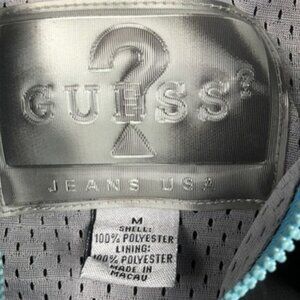 ?
GUESS?
JEANS USA
M
SHELL:
100% POLYESTER
LINING:
100% POLYESTER
MADE IN
MACAU